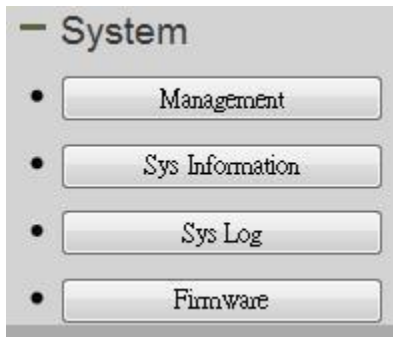 − System
• Management
• Sys Information
• Sys Log
• Firmware